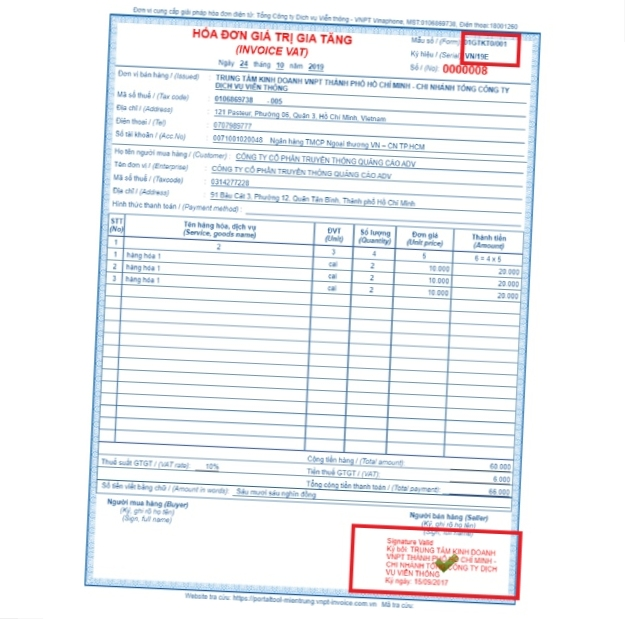 Đơn vị cung cấp giải pháp hóa đơn điện tử: Tổng Công ty Dịch vụ Viễn thông - VNPT Vinaphone, MST:0106869738, Điện thoại:18001260
HÓA ĐƠN GIÁ TRỊ GIA TĂNG
(INVOICE VAT)
Ngày 24 tháng 10 năm 2019
Mẫu số / (Form) 01GTKT0/001
Ký hiệu / (Serial) VN/19E
Số / (No) 0000008
Đơn vị bán hàng / (Issued) : TRUNG TÂM KINH DOANH VNPT THÀNH PHỐ HỒ CHÍ MINH - CHI NHÁNH TỔNG CÔNG TY
DỊCH VỤ VIỄN THÔNG
Mã số thuế / (Tax code) : 0106869738 -005
Địa chỉ / (Address) : 121 Pasteur, Phường 06, Quận 3, Hồ Chí Minh, Vietnam
Điện thoại / (Tel) : 0707989777
Số tài khoản / (Acc No) : 0071001020048 Ngân hàng TMCP Ngoại thương VN – CN TP HCM
Họ tên người mua hàng / (Customer) : CÔNG TY CỔ PHẦN TRUYỀN THÔNG QUẢNG CÁO ADV
Tên đơn vị / (Enterprise) : CÔNG TY CỔ PHẦN TRUYỀN THÔNG QUẢNG CÁO ADV
Mã số thuế / (Taxcode) : 0314277228
Địa chỉ / (Address) : 91 Bàu Cát 3, Phường 12, Quận Tân Bình, Thành phố Hồ Chí Minh
Hình thức thanh toán / (Payment method) :
STT (No) Tên hàng hóa, dịch vụ (Service, goods name) ĐVT (Unit) Số lượng (Quantity) Đơn giá (Unit price) Thành tiền (Amount)
1 2 3 4 5 6 = 4 x 5
1 hàng hóa 1 cai 2 10.000 20.000
2 hàng hóa 1 cai 2 10.000 20.000
3 hàng hóa 1 cai 2 10.000 20.000
Cộng tiền hàng / (Total amount): 60.000
Thuế suất GTGT / (VAT rate) 10% Tiền thuế GTGT / (VAT): 6.000
Tổng cộng tiền thanh toán / (Total payment): 66.000
Số tiền viết bằng chữ / (Amount in words) : Sáu mươi sáu nghìn đồng
Người mua hàng (Buyer) Người bán hàng (Seller)
(Ký, ghi rõ họ tên) (Ký, ghi rõ họ tên)
(Sign, full name) (Sign, full name)
Signature Valid
Ký bởi: TRUNG TÂM KINH DOANH
VNPT THÀNH PHỐ HỒ CHÍ MINH -
CHI NHÁNH TỔNG CÔNG TY DỊCH
VỤ VIỄN THÔNG
Ký ngày: 15/09/2017
Website tra cứu: https://portaltool-mientrung.vnpt-invoice.com.vn Mã tra cứu: